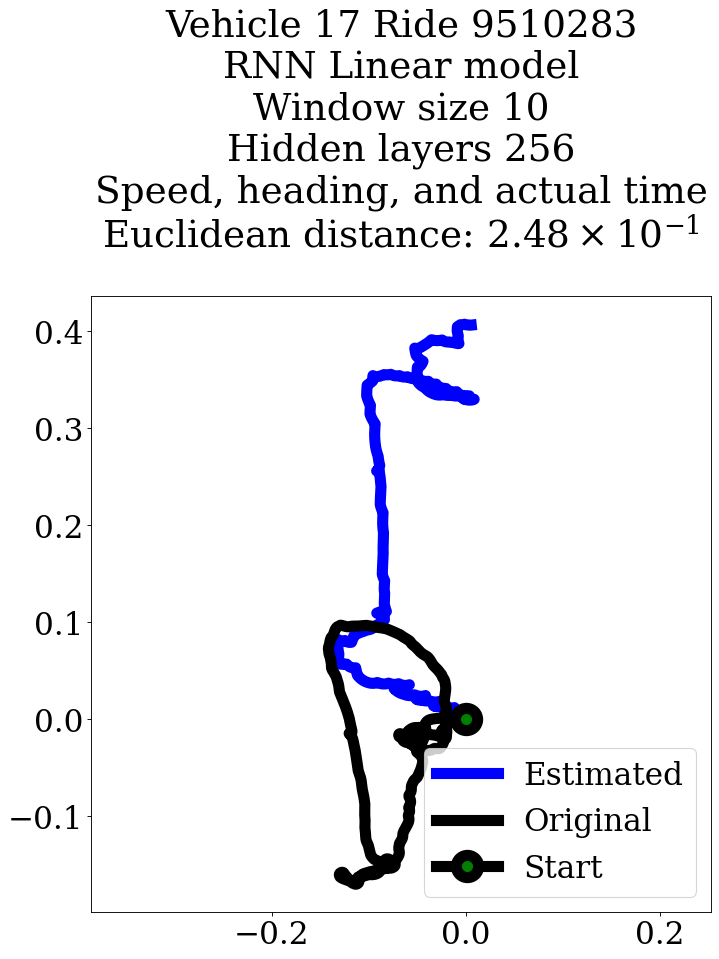 Vehicle 17 Ride 9510283
RNN Linear model
Window size 10
Hidden layers 256
Speed, heading, and actual time
Euclidean distance: 2.48 × 10⁻¹
0.4
0.3
0.2
0.1
0.0
−0.1
Estimated
Original
Start
−0.2 0.0 0.2